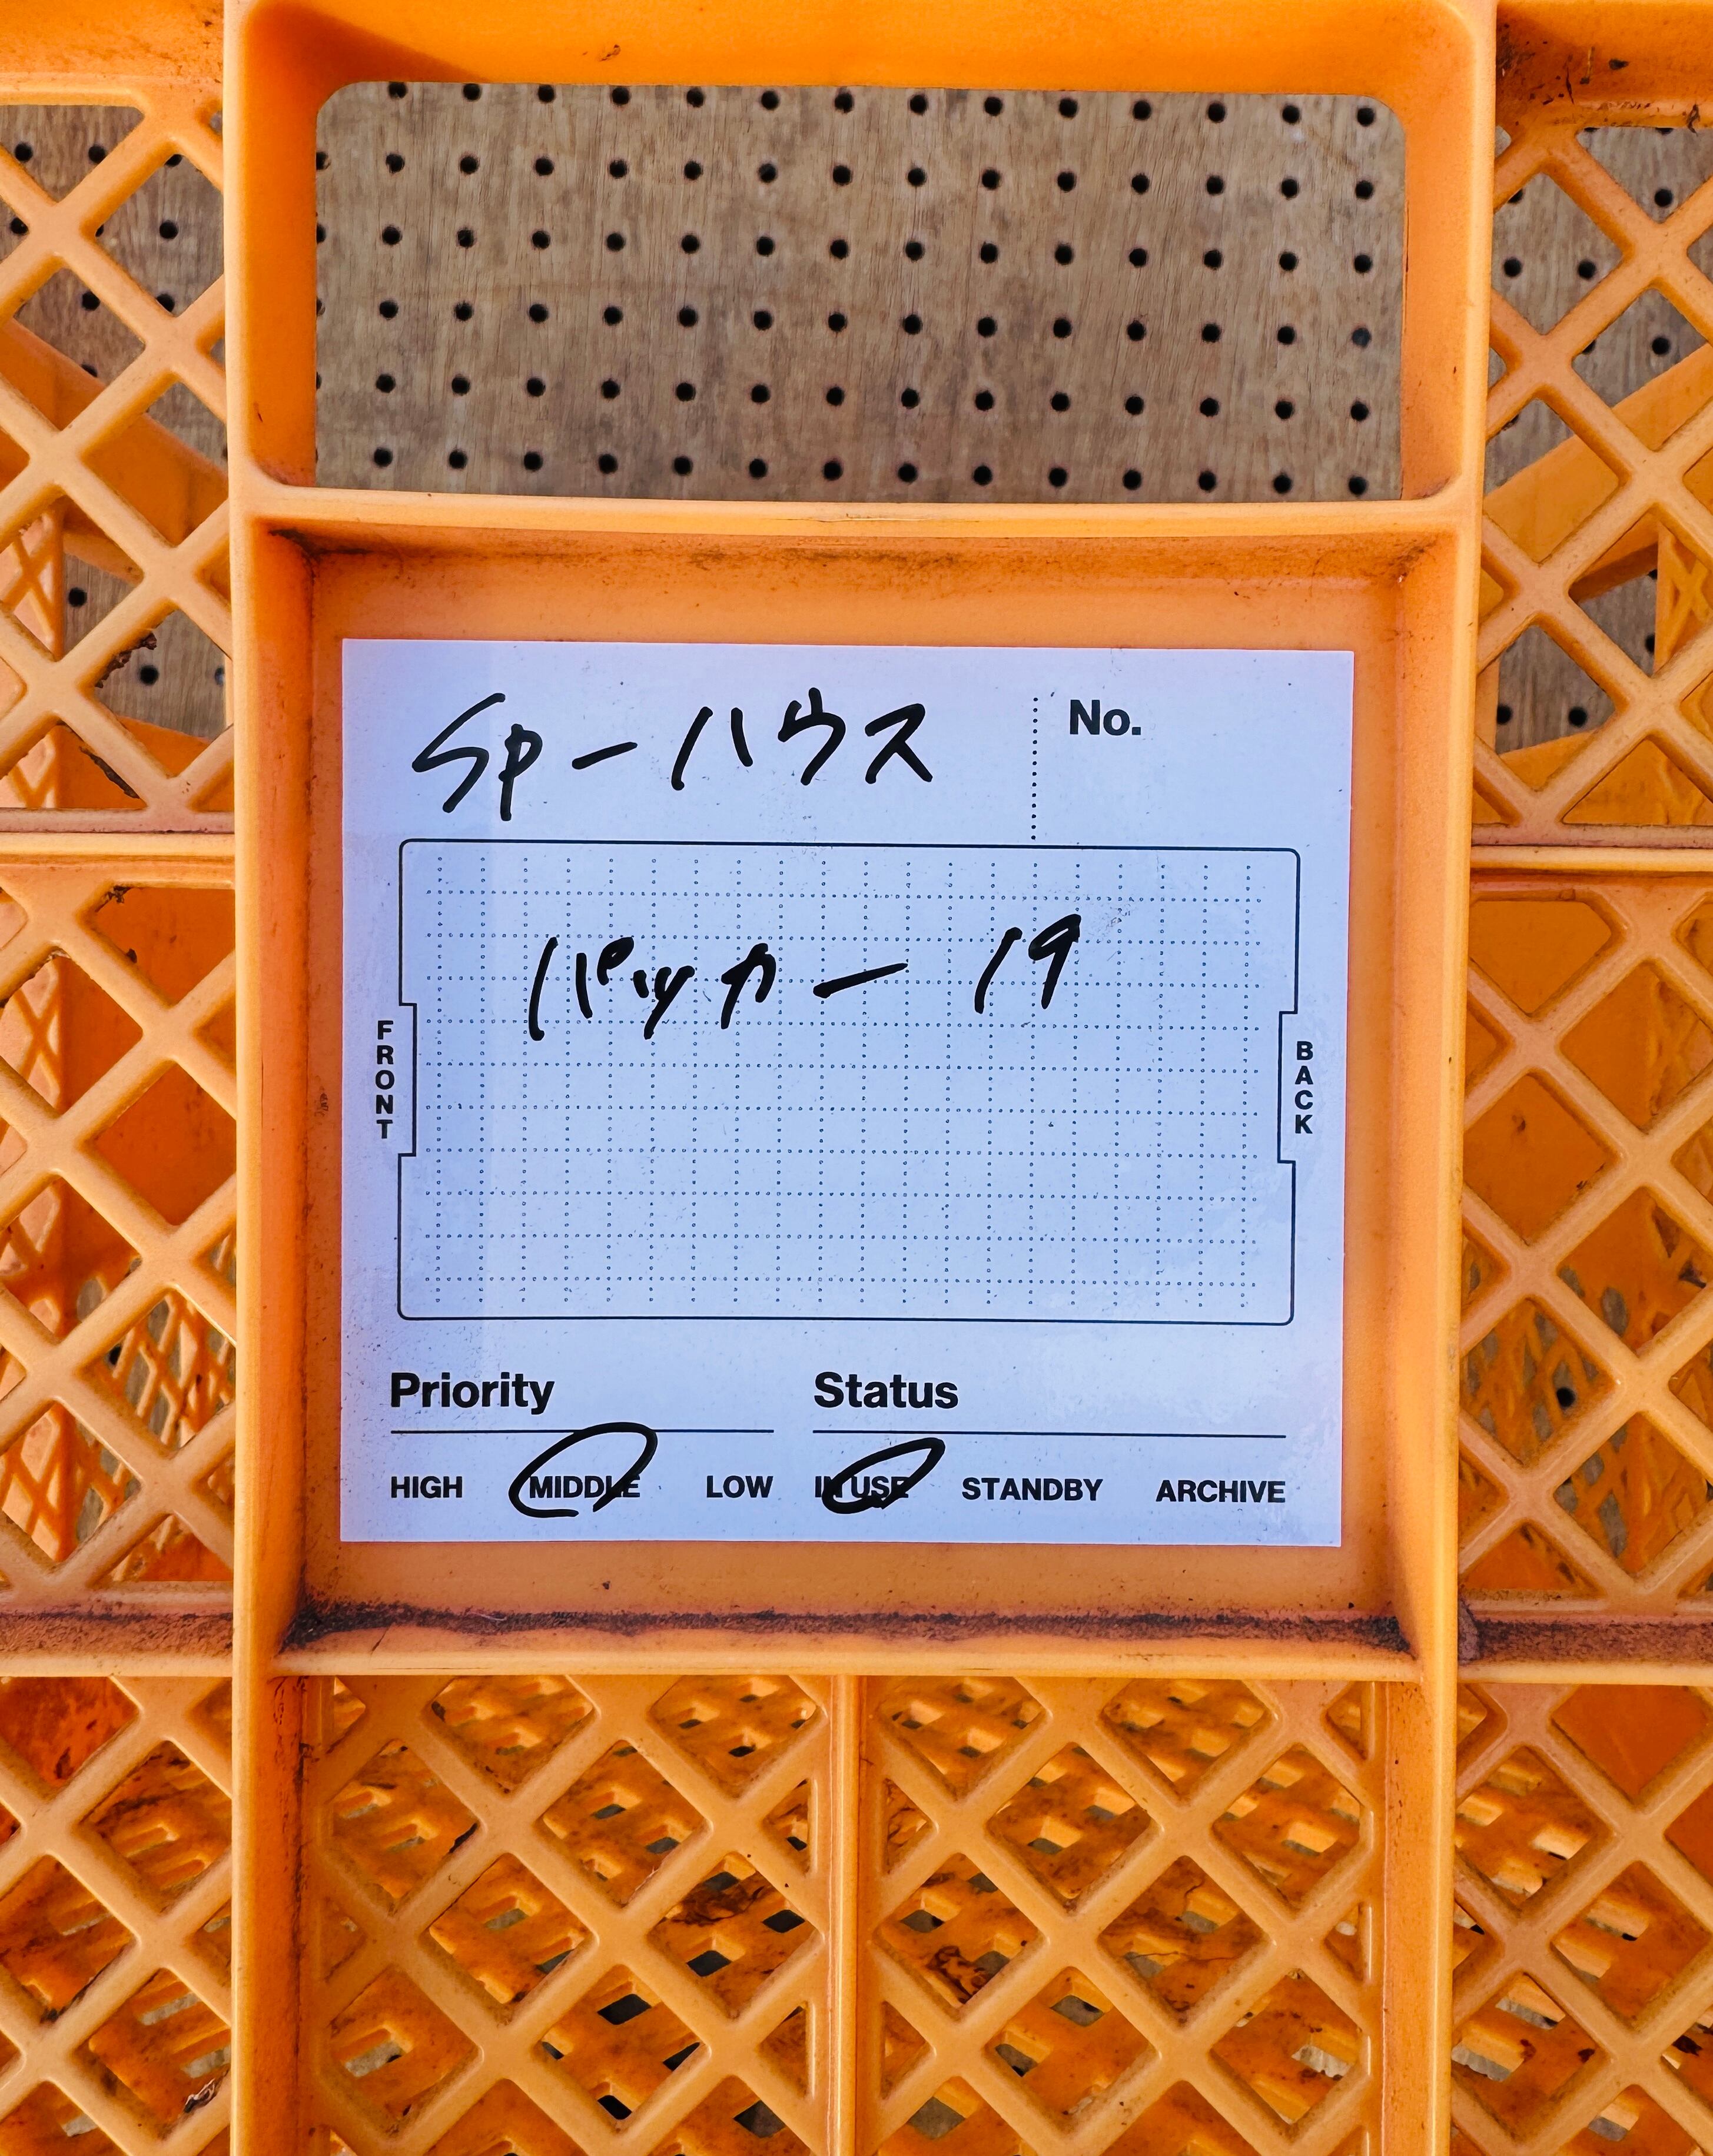 SP-ハウス
No.
パッカー 19
FRONT
BACK
Priority
Status
HIGH MIDDLE LOW
IN USE STANDBY ARCHIVE